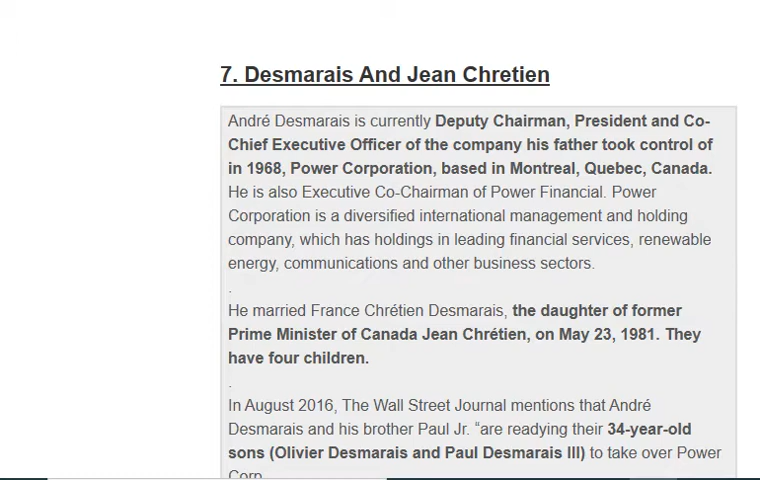 7. Desmarais And Jean Chretien
André Desmarais is currently Deputy Chairman, President and Co-
Chief Executive Officer of the company his father took control of
in 1968, Power Corporation, based in Montreal, Quebec, Canada.
He is also Executive Co-Chairman of Power Financial. Power
Corporation is a diversified international management and holding
company, which has holdings in leading financial services, renewable
energy, communications and other business sectors.
.
He married France Chrétien Desmarais, the daughter of former
Prime Minister of Canada Jean Chrétien, on May 23, 1981. They
have four children.
.
In August 2016, The Wall Street Journal mentions that André
Desmarais and his brother Paul Jr. “are readying their 34-year-old
sons (Olivier Desmarais and Paul Desmarais III) to take over Power
Corp